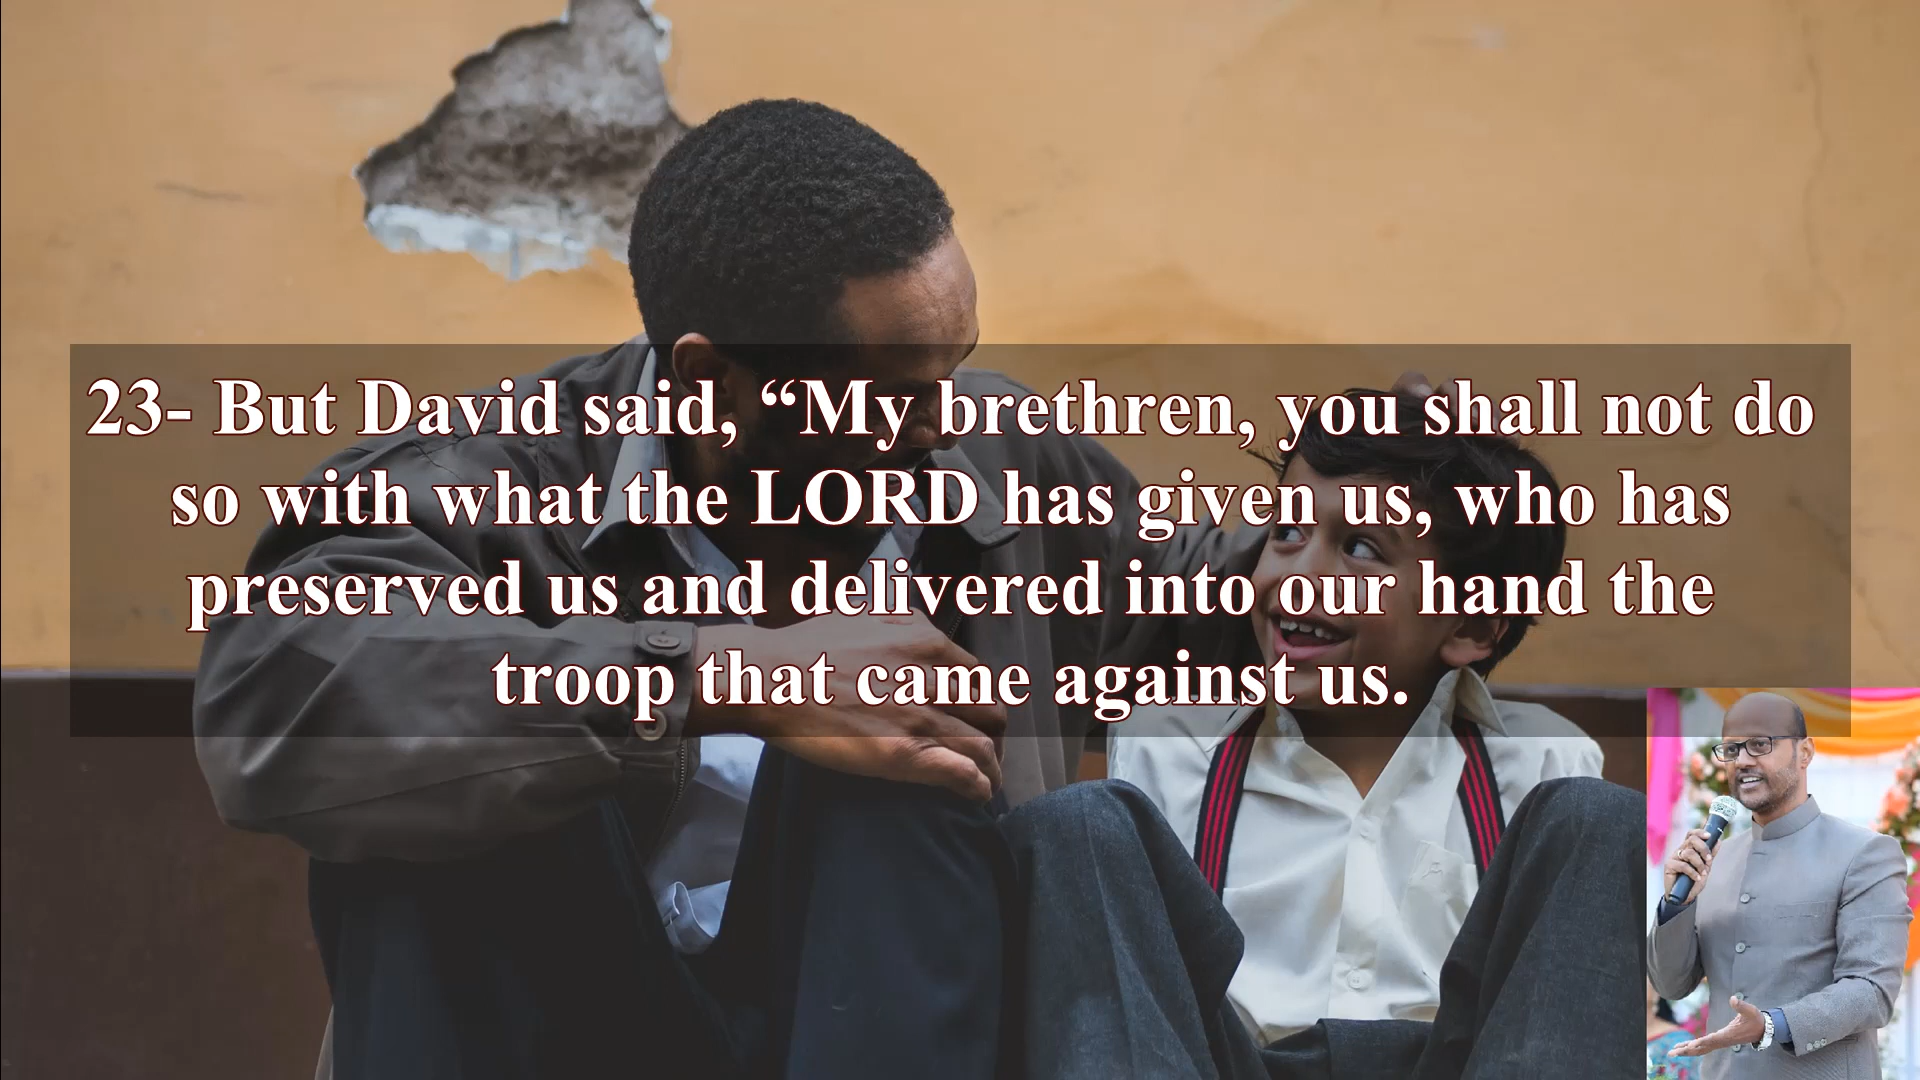 23- But David said, “My brethren, you shall not do
so with what the LORD has given us, who has
preserved us and delivered into our hand the
troop that came against us.